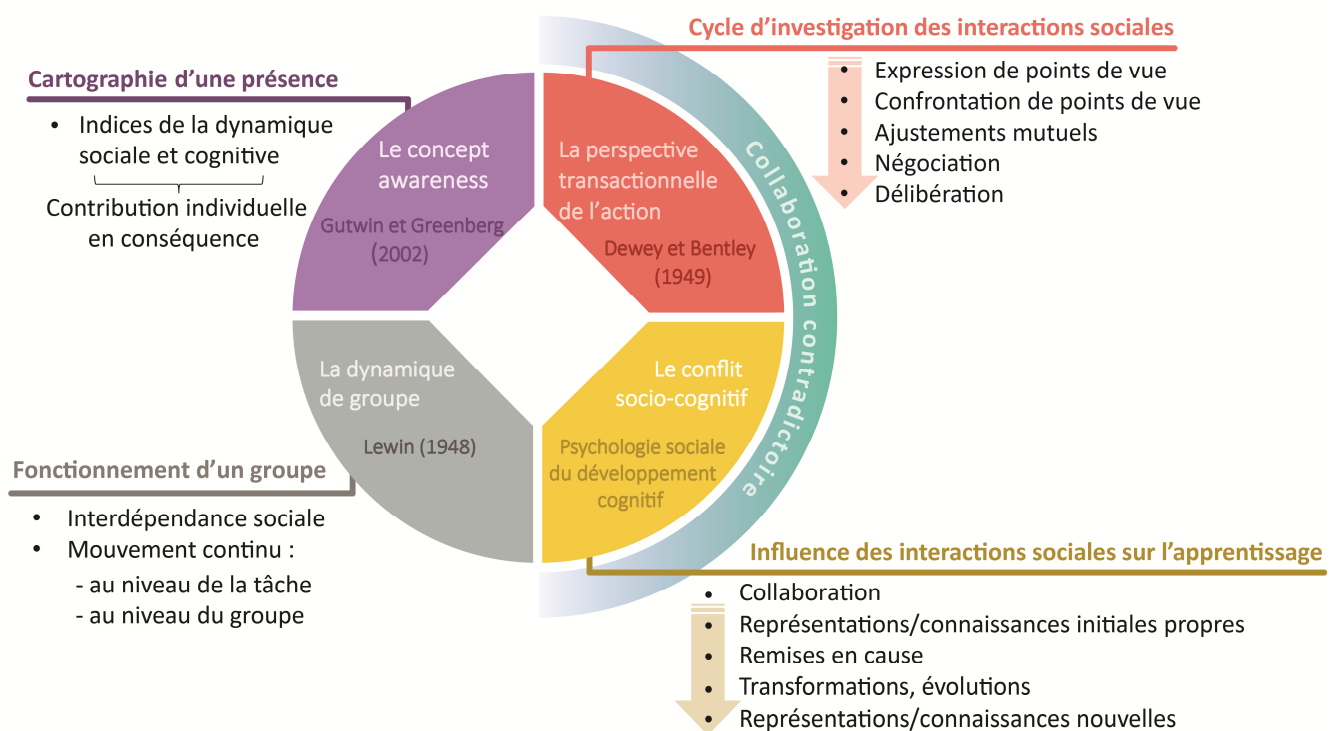 Cycle d'investigation des interactions sociales
• Expression de points de vue
• Confrontation de points de vue
• Ajustements mutuels
• Négociation
• Délibération
Cartographie d'une présence
• Indices de la dynamique
sociale et cognitive
Contribution individuelle
en conséquence
Le concept
awareness
Gutwin et Greenberg
(2002)
La perspective
transactionnelle
de l'action
Dewey et Bentley
(1949)
Collaboration contradictoire
La dynamique
de groupe
Lewin (1948)
Le conflit
socio-cognitif
Psychologie sociale
du développement
cognitif
Fonctionnement d'un groupe
• Interdépendance sociale
• Mouvement continu :
- au niveau de la tâche
- au niveau du groupe
Influence des interactions sociales sur l'apprentissage
• Collaboration
• Représentations/connaissances initiales propres
• Remises en cause
• Transformations, évolutions
• Représentations/connaissances nouvelles